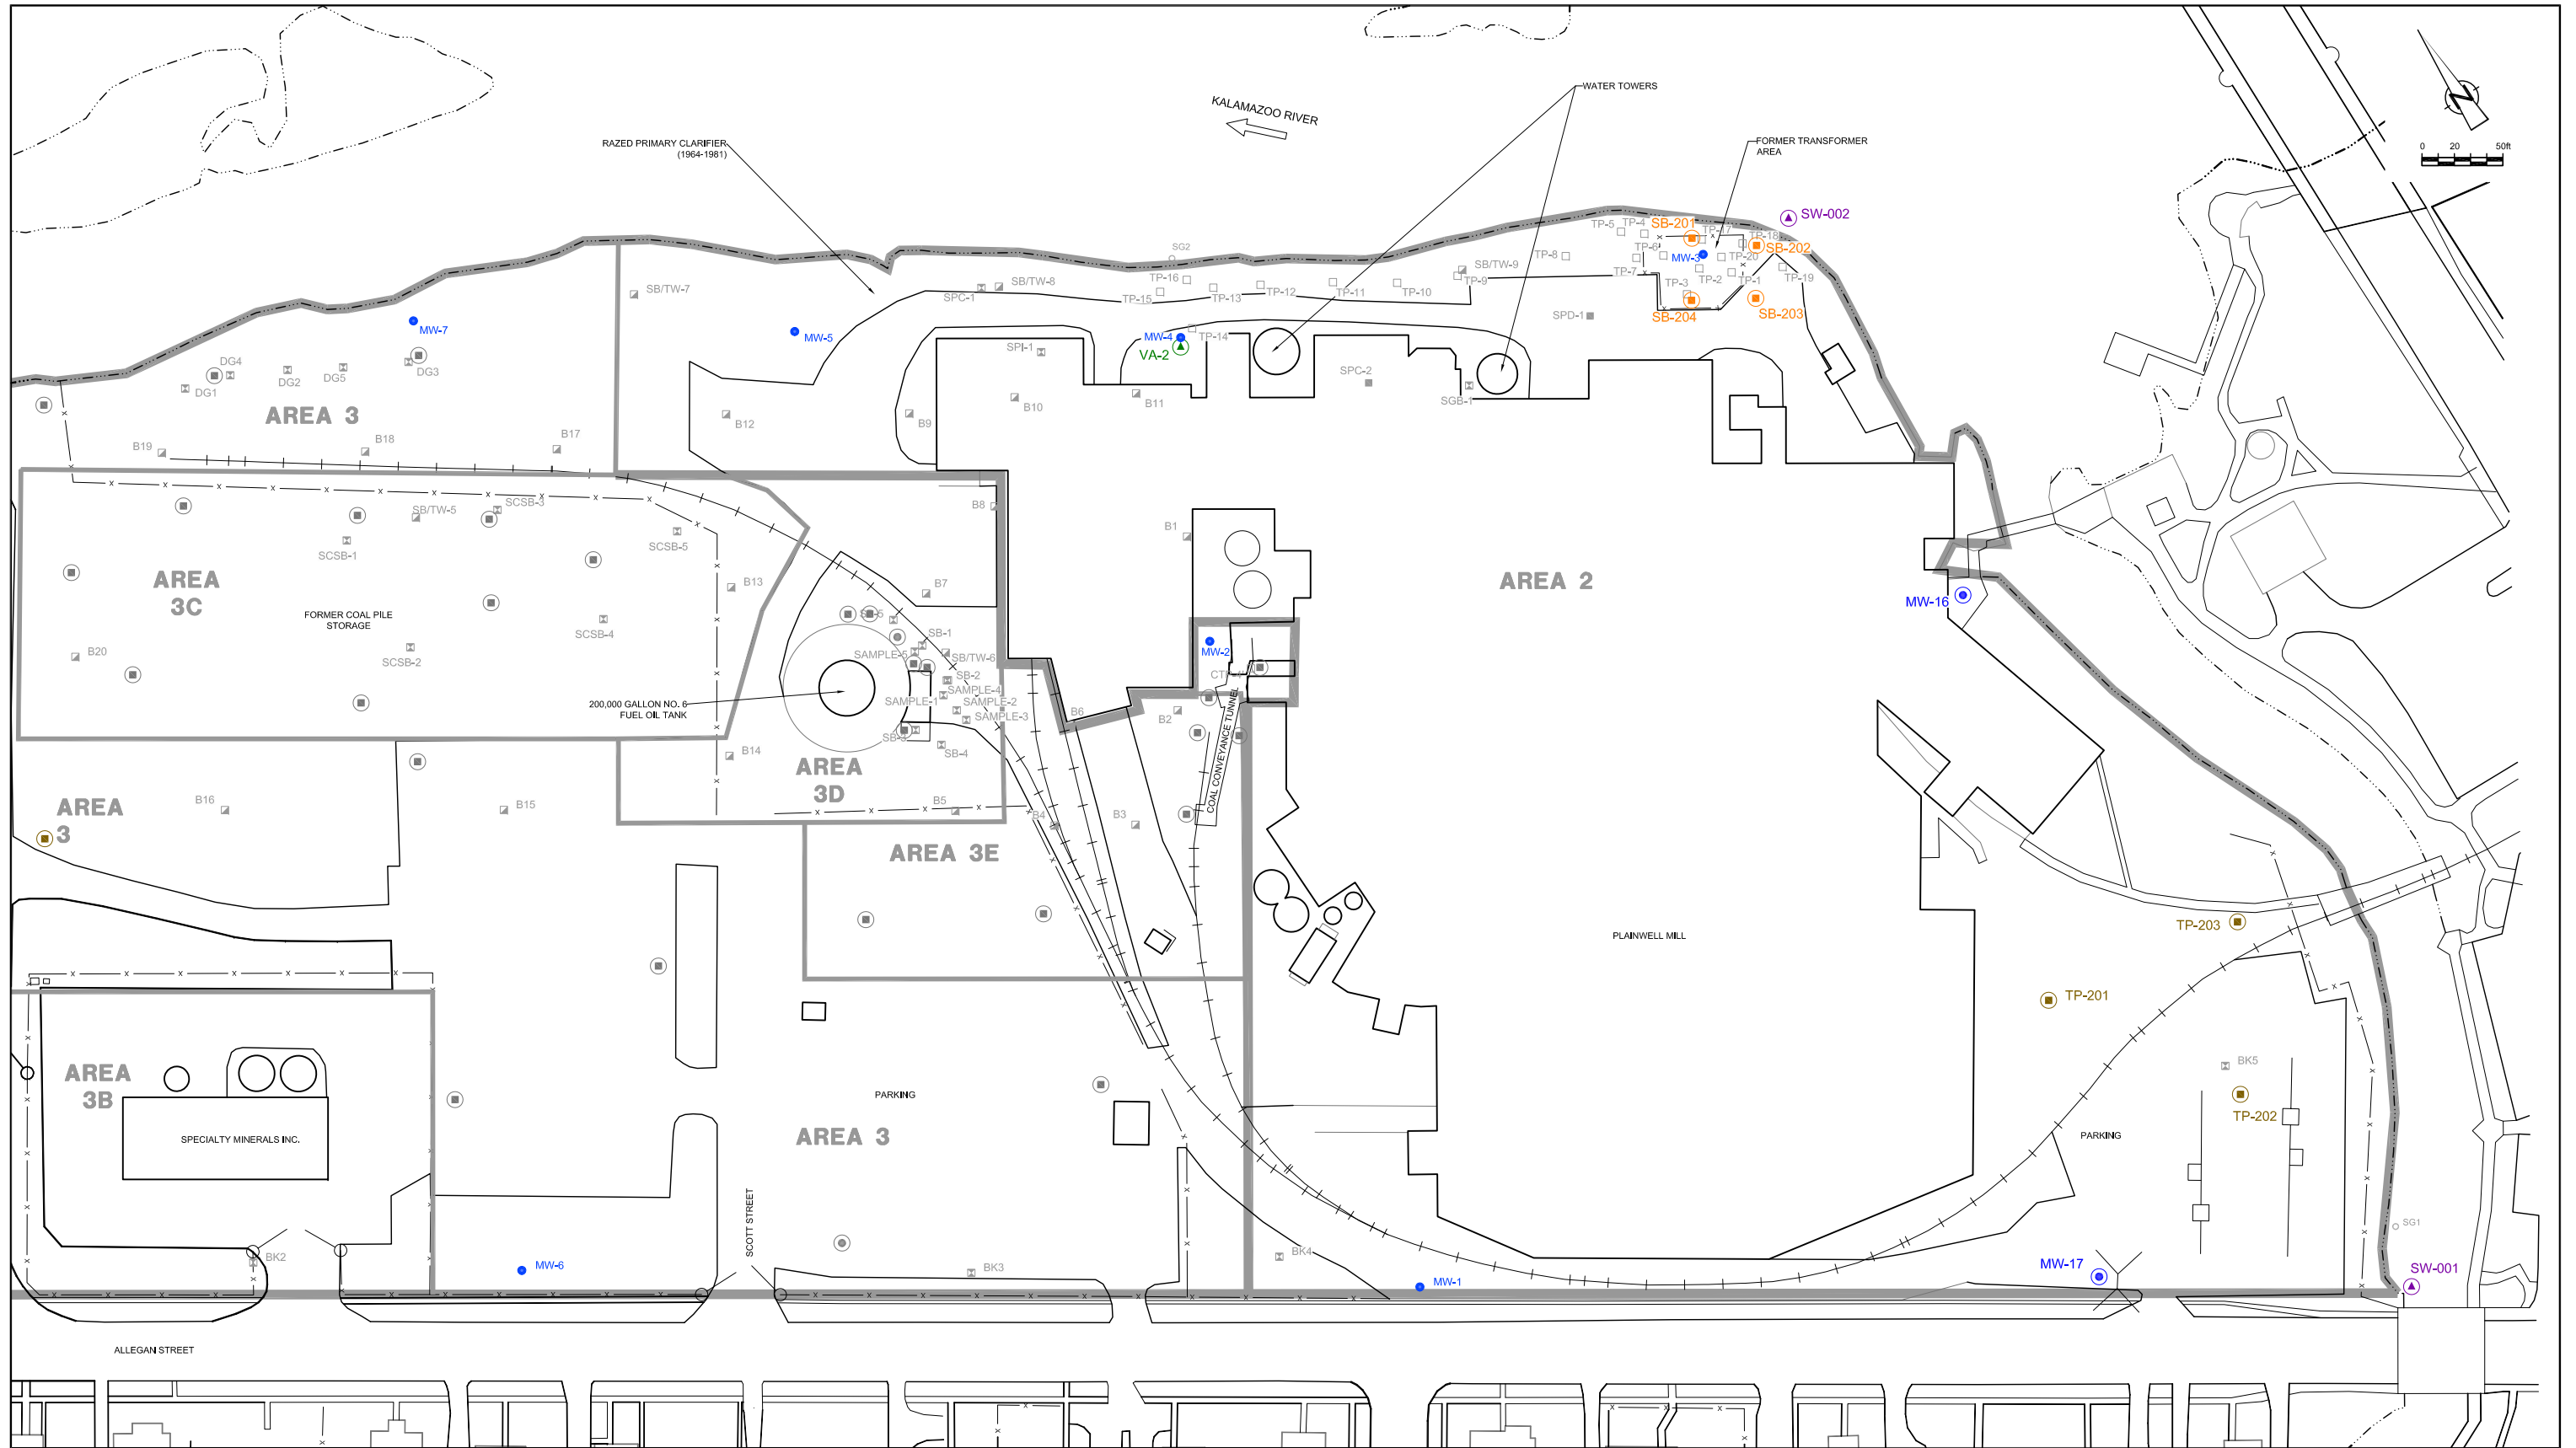 KALAMAZOO RIVER
WATER TOWERS
RAZED PRIMARY CLARIFIER
(1964-1981)
FORMER TRANSFORMER
AREA
N
0 20 50ft
SW-002
TP-5
TP-4
SB-201
TP-17
TP-18
SB-202
SG2
TP-6
MW-3
TP-20
TP-8
TP-7
TP-2
TP-1
TP-19
SB/TW-9
TP-9
TP-16
TP-15
TP-13
TP-12
TP-11
TP-10
TP-3
SB-204
SB-203
SPD-1
SB/TW-7
SPC-1
SB/TW-8
MW-7
MW-5
MW-4
TP-14
VA-2
SPI-1
SPC-2
SGB-1
DG4
DG1
DG2
DG5
DG3
AREA 3
B12
B9
B10
B11
B19
B18
B17
SCSB-3
SB/TW-5
SCSB-1
SCSB-5
B8
B1
AREA
3C
FORMER COAL PILE
STORAGE
SCSB-4
SCSB-2
B20
B13
B7
AREA 2
MW-16
SB-1
SAMPLE-5
SB/TW-6
SB-2
SAMPLE-4
SAMPLE-1
SAMPLE-2
SAMPLE-3
SB-4
MW-2
200,000 GALLON NO. 6
FUEL OIL TANK
B6
B2
COAL CONVEYANCE TUNNEL
B14
AREA
3D
B5
B4
B3
AREA
3
B16
B15
AREA 3E
PLAINWELL MILL
TP-203
TP-201
AREA
3B
SPECIALTY MINERALS INC.
PARKING
AREA 3
BK5
TP-202
PARKING
SG1
SCOTT STREET
BK2
MW-6
BK3
BK4
MW-1
MW-17
SW-001
ALLEGAN STREET